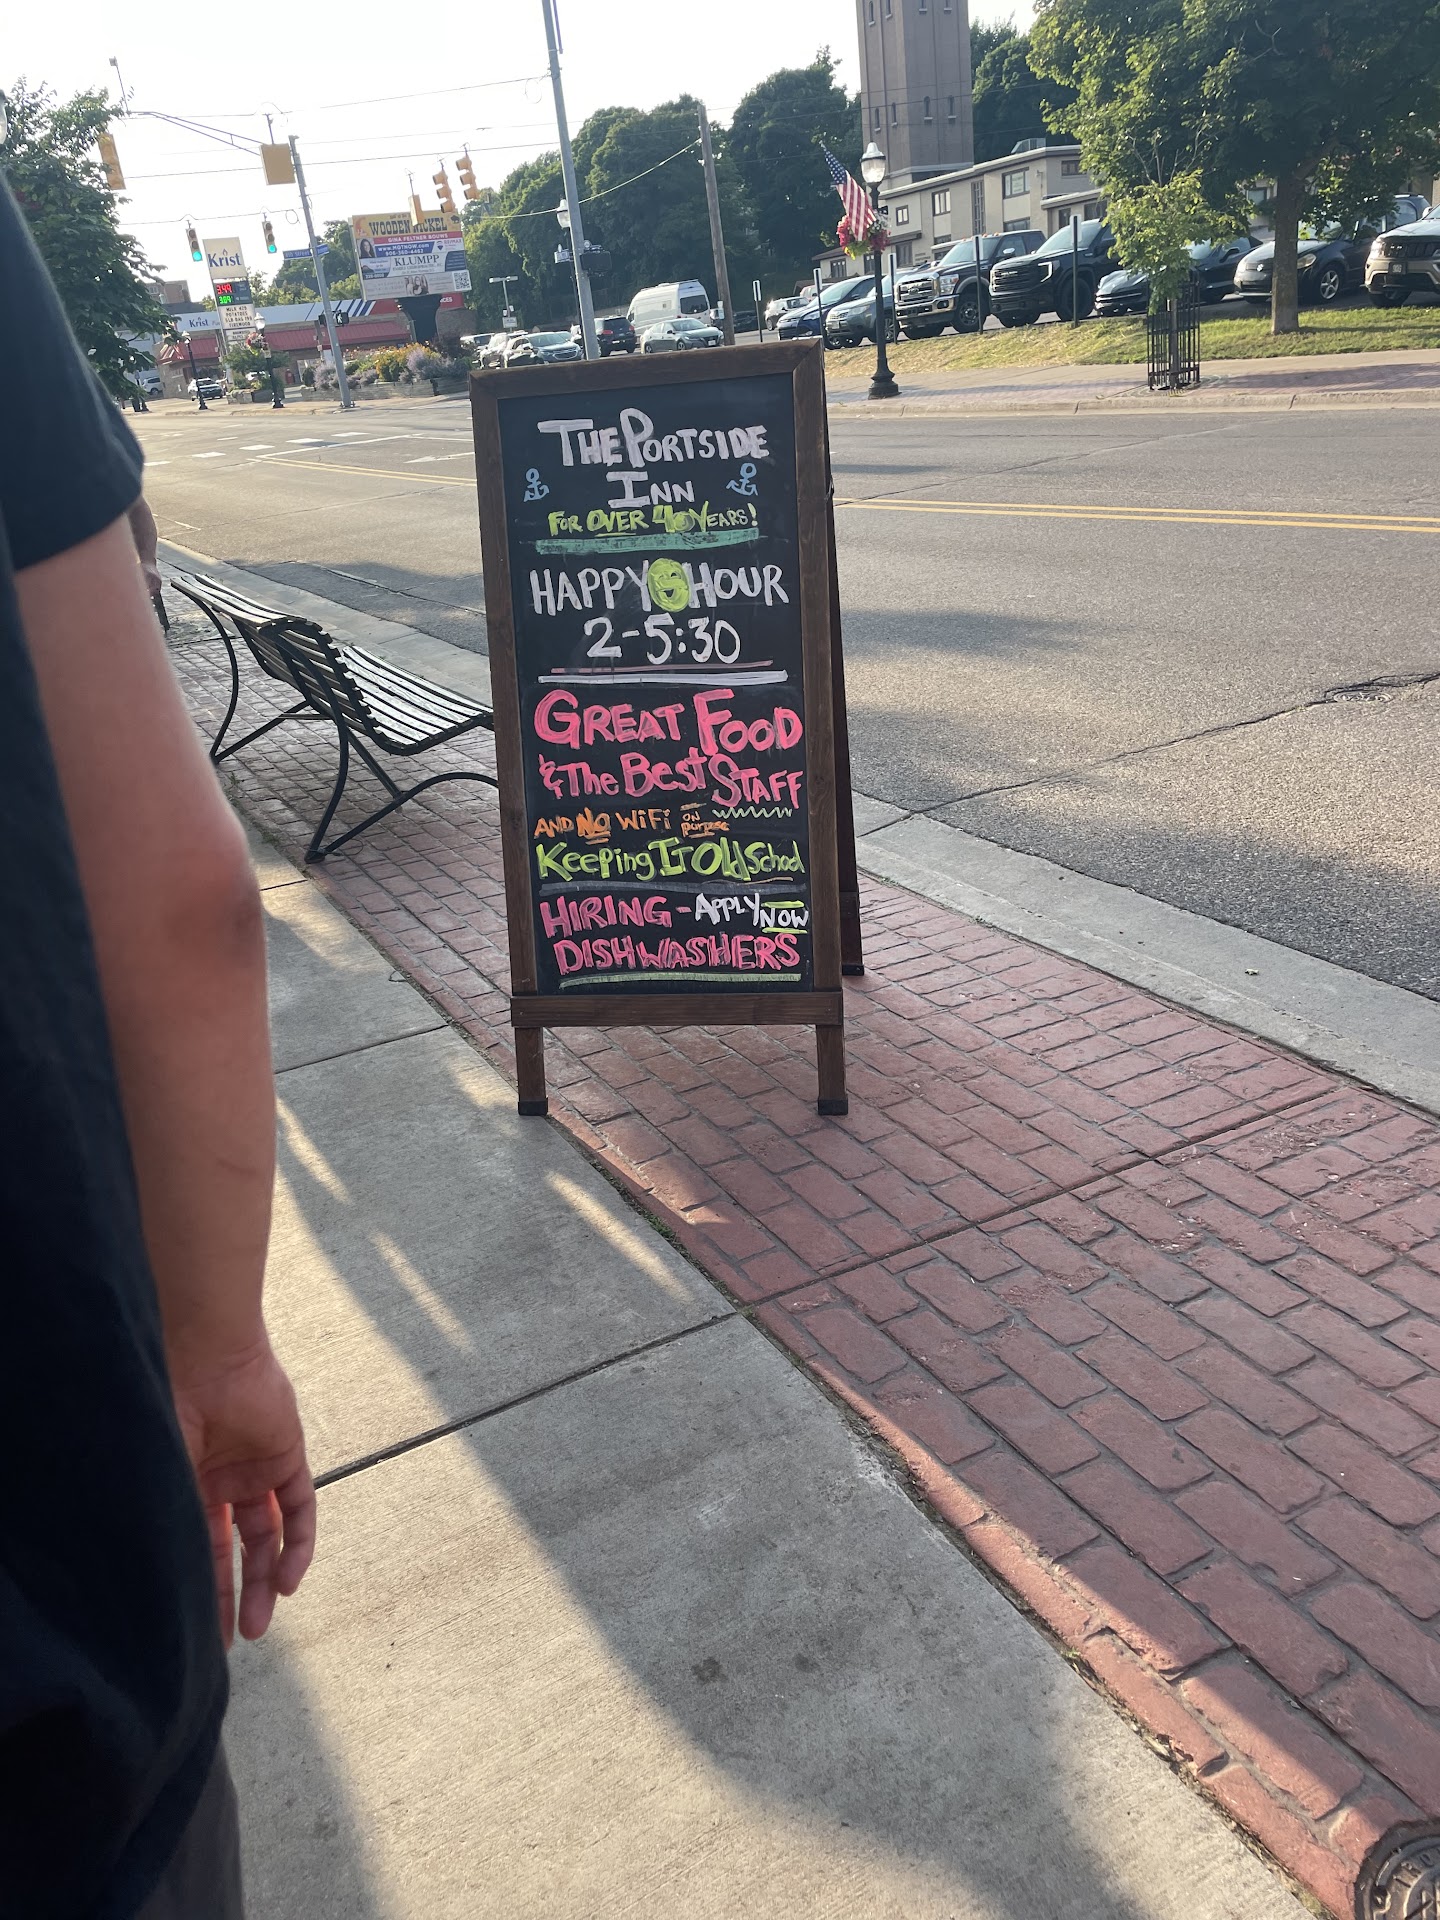 THE PORTSIDE
INN
FOR OVER 40 YEARS!
HAPPY HOUR
2-5:30
GREAT FOOD
& The BesT STAFF
AND NO WiFi ON PURPOSE
Keeping IT Old School
HIRING - APPLY NOW
DISHWASHERS
WOODEN NICKEL
KLUMPP
Krist
Krist